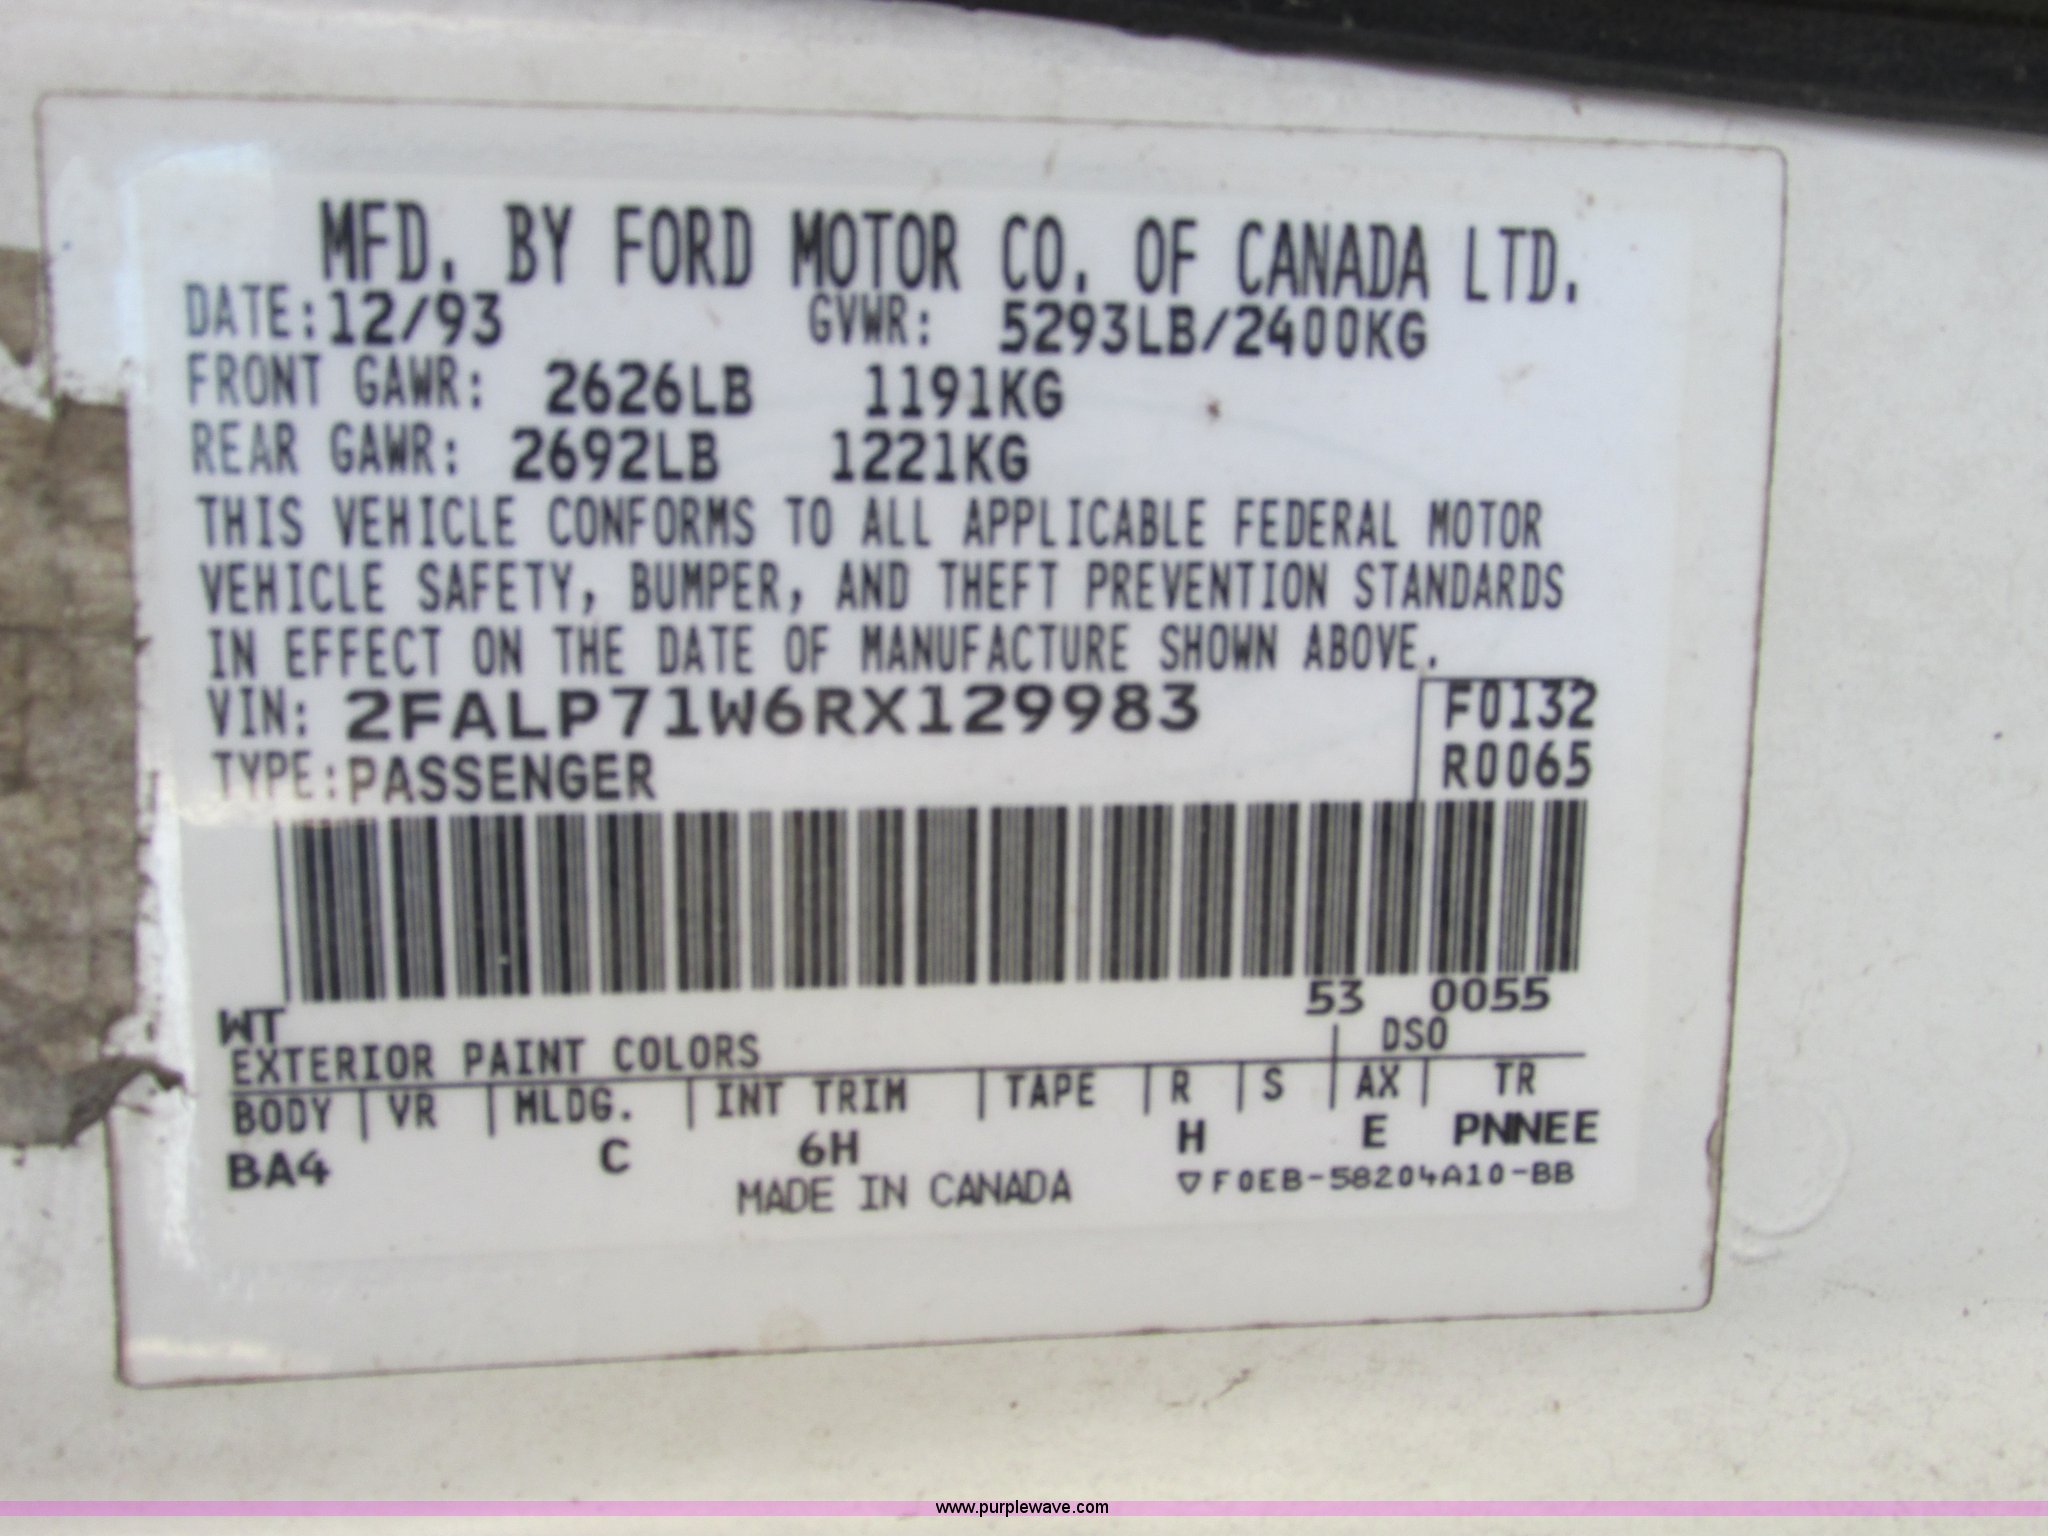 MFD. BY FORD MOTOR CO. OF CANADA LTD.
DATE: 12/93 GVWR: 5293LB/2400KG
FRONT GAWR: 2626LB 1191KG
REAR GAWR: 2692LB 1221KG
THIS VEHICLE CONFORMS TO ALL APPLICABLE FEDERAL MOTOR
VEHICLE SAFETY, BUMPER, AND THEFT PREVENTION STANDARDS
IN EFFECT ON THE DATE OF MANUFACTURE SHOWN ABOVE.
VIN: 2FALP71W6RX129983 F0132
TYPE: PASSENGER R0065
53 0055
WT DSO
EXTERIOR PAINT COLORS
BODY VR MLDG. INT TRIM TAPE R S AX TR
BA4 C 6H H E PNNEE
MADE IN CANADA ▽F0EB-58204A10-BB
www.purplewave.com